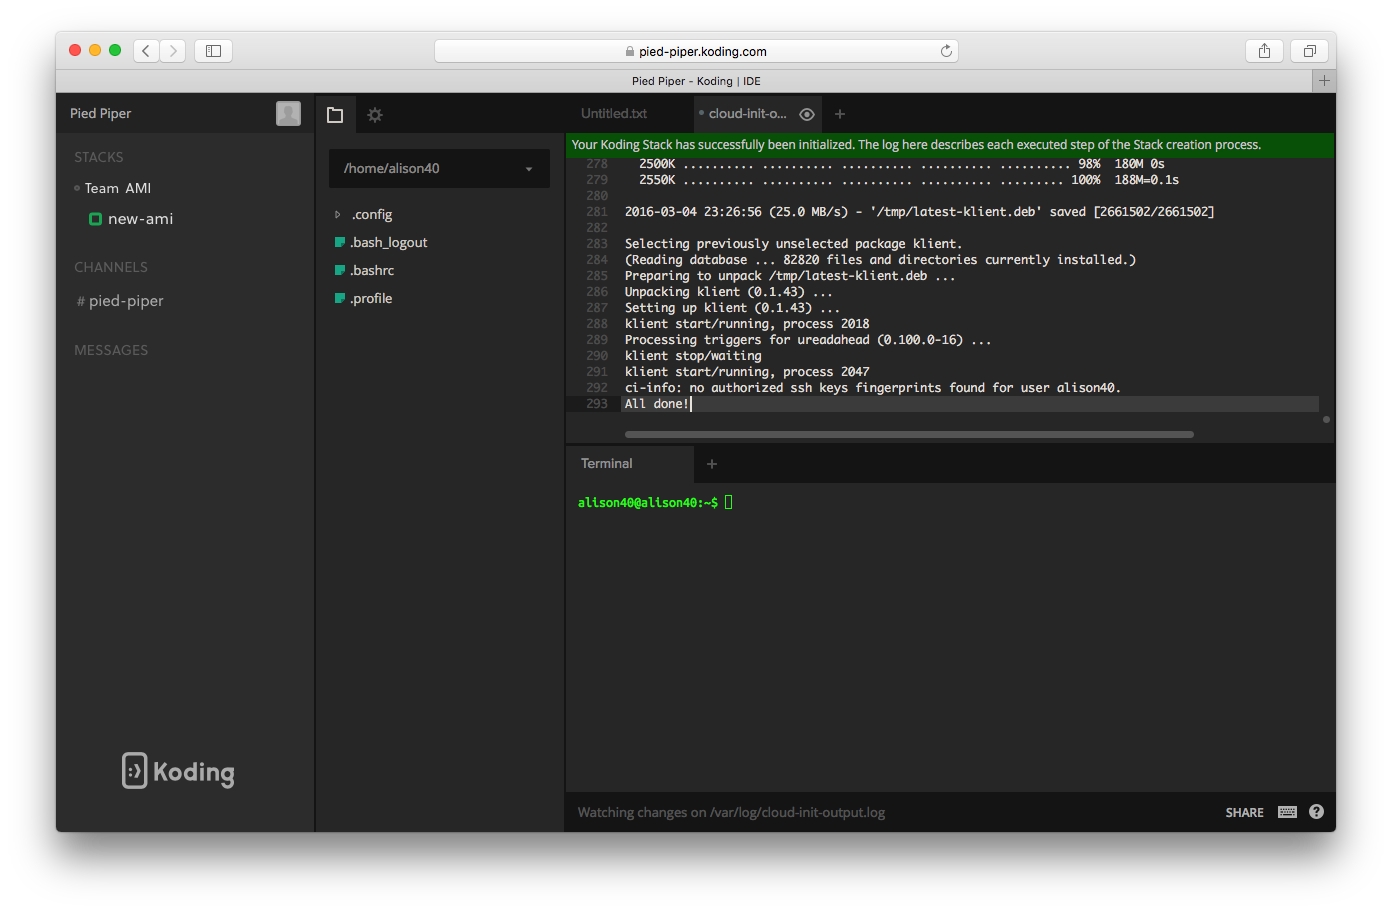 pied-piper.koding.com
Pied Piper - Koding | IDE
Pied Piper
STACKS
Team AMI
new-ami
CHANNELS
# pied-piper
MESSAGES
:) Koding
/home/alison40
.config
.bash_logout
.bashrc
.profile
Untitled.txt
cloud-init-o...
Your Koding Stack has successfully been initialized. The log here describes each executed step of the Stack creation process.
278 2500K .......... .......... .......... .......... .......... 98% 180M 0s
279 2550K .......... .......... .......... .......... ......... 100% 188M=0.1s
280
281 2016-03-04 23:26:56 (25.0 MB/s) - '/tmp/latest-klient.deb' saved [2661502/2661502]
282
283 Selecting previously unselected package klient.
284 (Reading database ... 82820 files and directories currently installed.)
285 Preparing to unpack /tmp/latest-klient.deb ...
286 Unpacking klient (0.1.43) ...
287 Setting up klient (0.1.43) ...
288 klient start/running, process 2018
289 Processing triggers for ureadahead (0.100.0-16) ...
290 klient stop/waiting
291 klient start/running, process 2047
292 ci-info: no authorized ssh keys fingerprints found for user alison40.
293 All done!
Terminal
alison40@alison40:~$
Watching changes on /var/log/cloud-init-output.log
SHARE
?